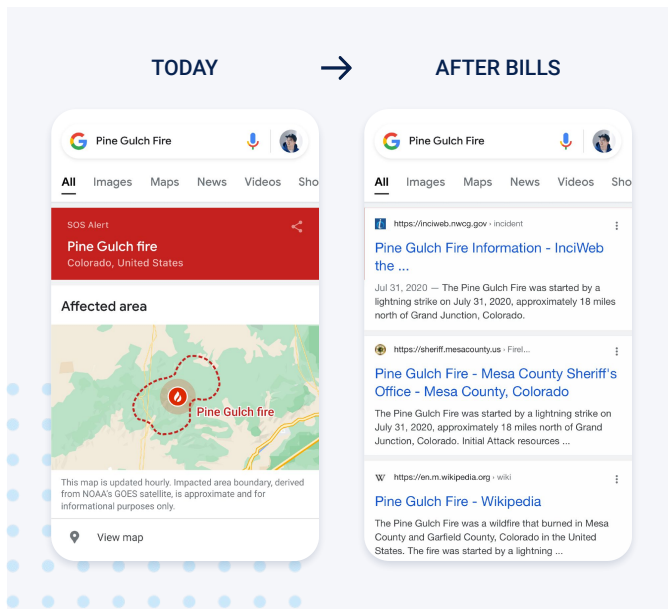 TODAY → AFTER BILLS
Pine Gulch Fire
All Images Maps News Videos Sho
SOS Alert
Pine Gulch fire
Colorado, United States
Affected area
Pine Gulch fire
This map is updated hourly. Impacted area boundary, derived
from NOAA's GOES satellite, is approximate and for
informational purposes only.
View map
Pine Gulch Fire
All Images Maps News Videos Sho
https://inciweb.nwcg.gov › incident
Pine Gulch Fire Information - InciWeb
the ...
Jul 31, 2020 — The Pine Gulch Fire was started by a
lightning strike on July 31, 2020, approximately 18 miles
north of Grand Junction, Colorado.
https://sheriff.mesacounty.us › Firel...
Pine Gulch Fire - Mesa County Sheriff's
Office - Mesa County, Colorado
The Pine Gulch Fire was started by a lightning strike on
July 31, 2020, approximately 18 miles north of Grand
Junction, Colorado. Initial Attack resources ...
W https://en.m.wikipedia.org › wiki
Pine Gulch Fire - Wikipedia
The Pine Gulch Fire was a wildfire that burned in Mesa
County and Garfield County, Colorado in the United
States. The fire was started by a lightning ...